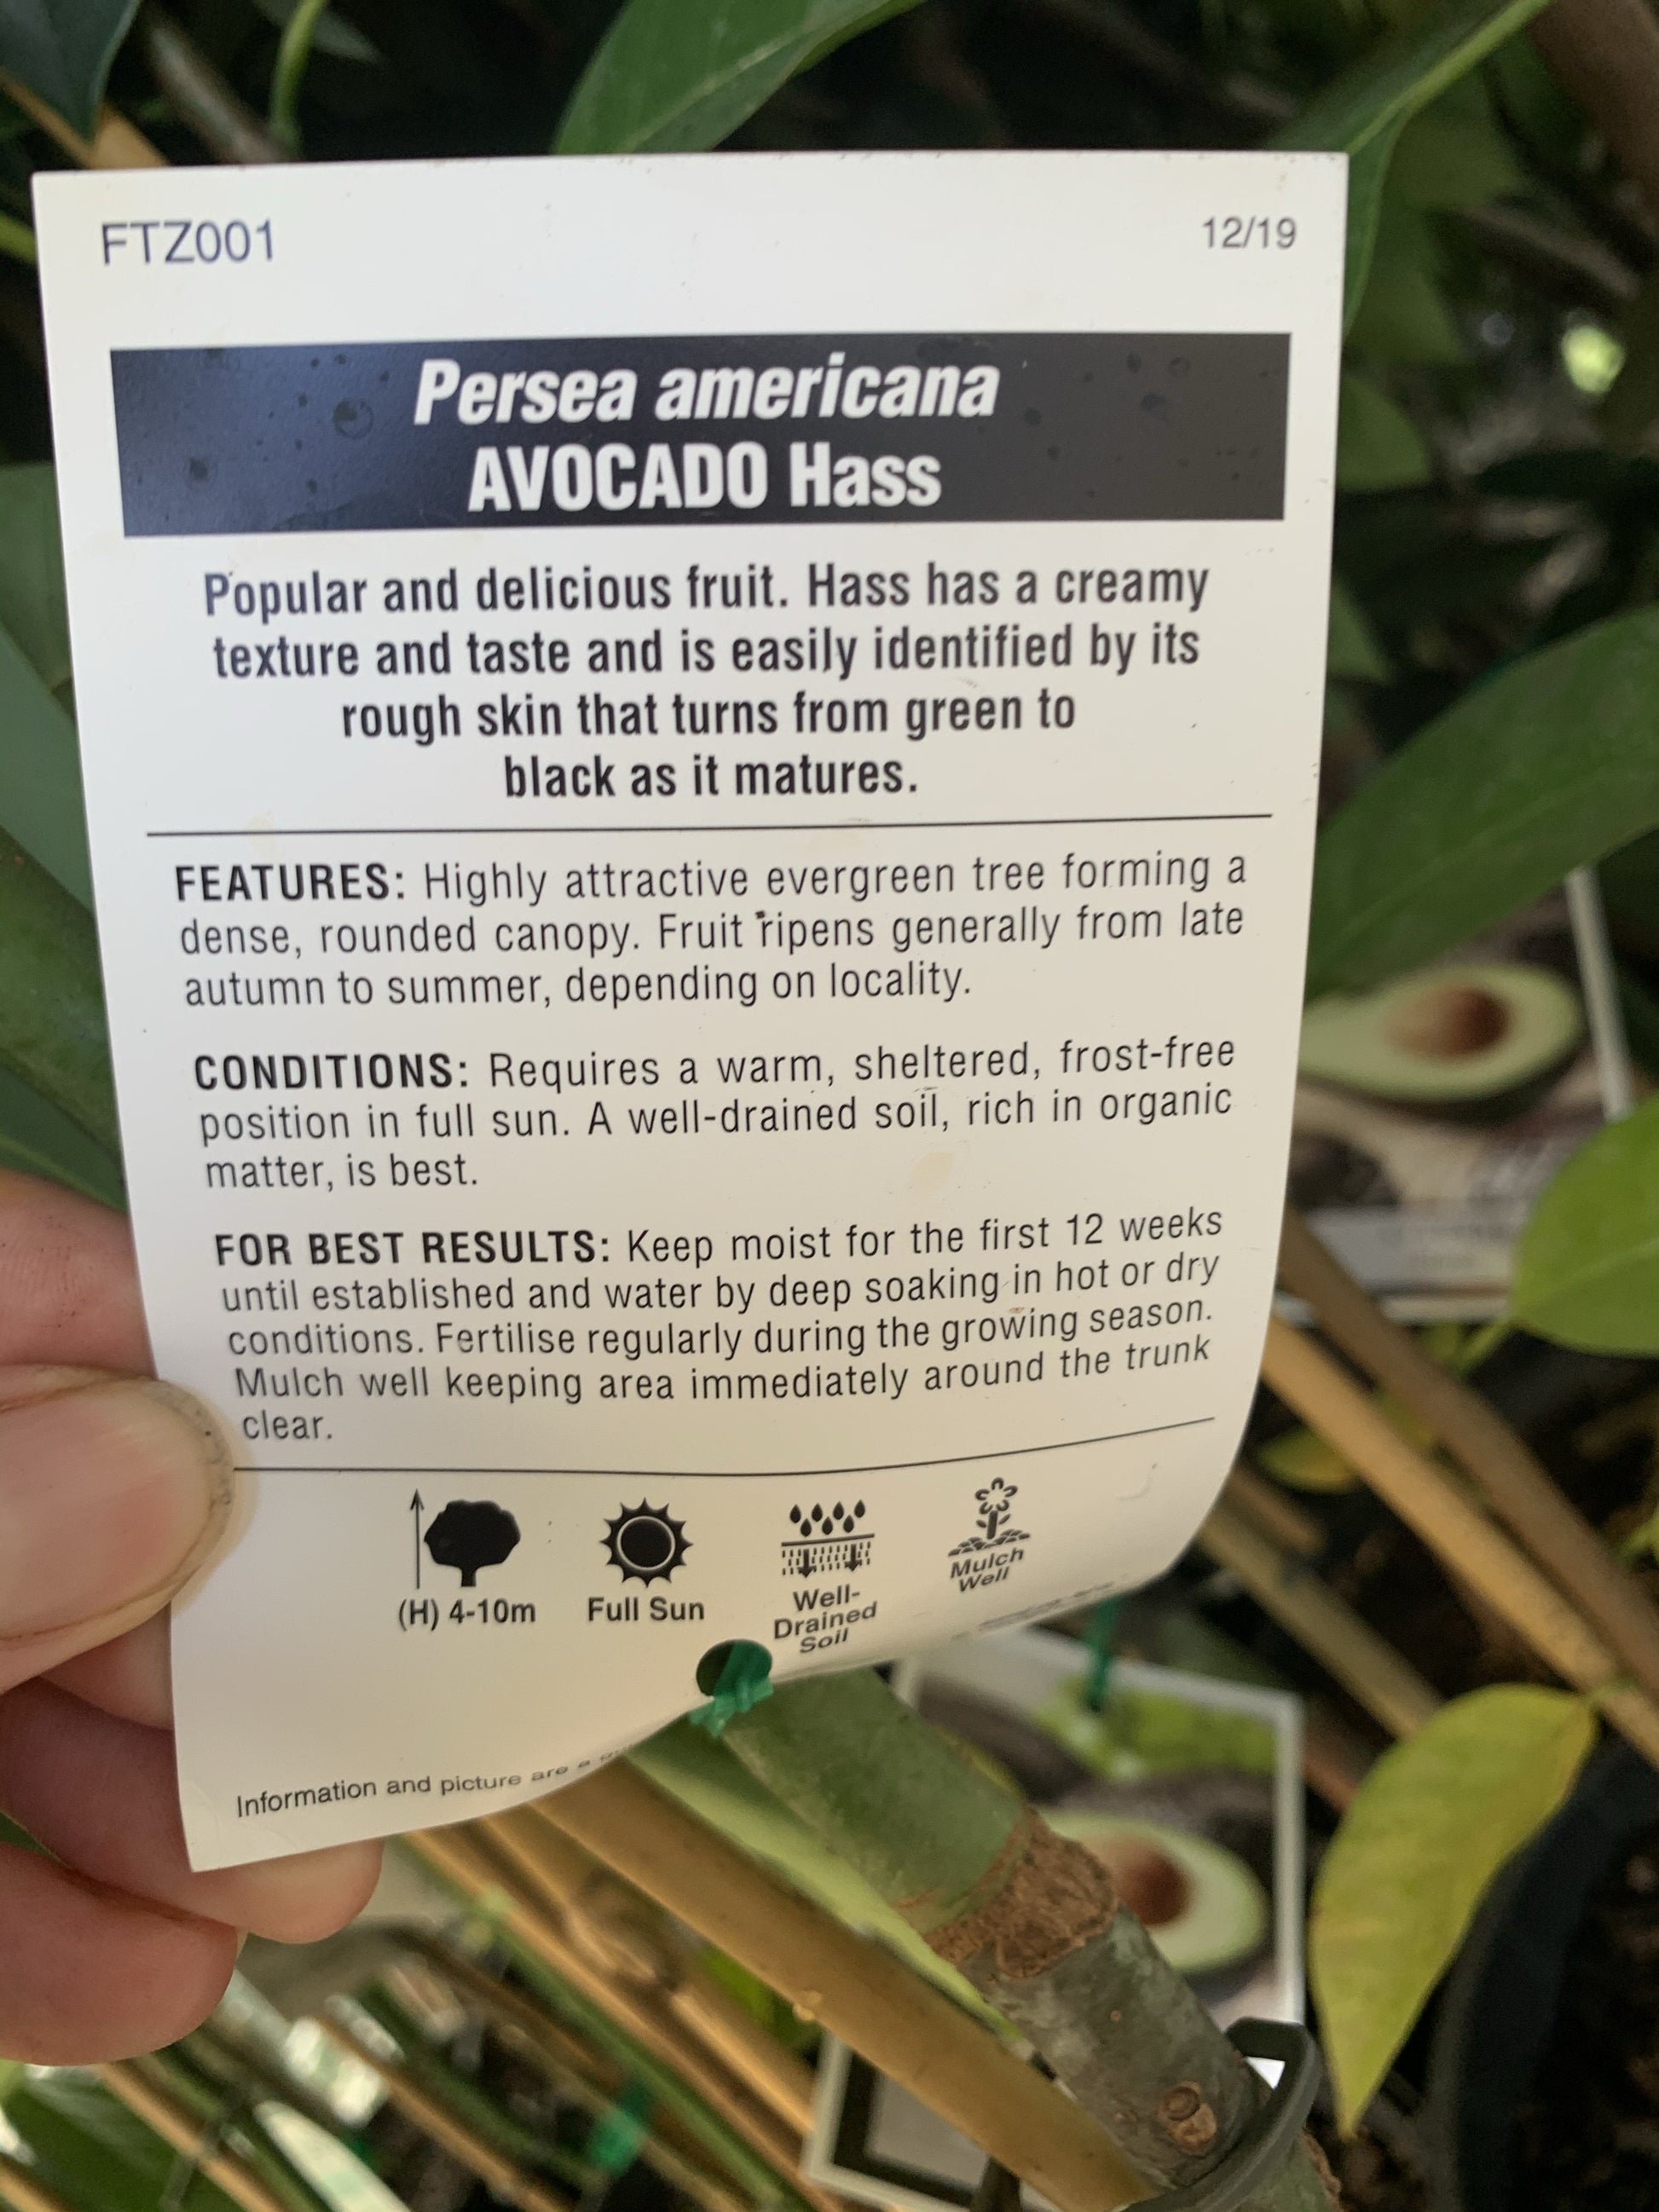 FTZ001
12/19
Persea americana
AVOCADO Hass
Popular and delicious fruit. Hass has a creamy
texture and taste and is easily identified by its
rough skin that turns from green to
black as it matures.
FEATURES: Highly attractive evergreen tree forming a
dense, rounded canopy. Fruit ripens generally from late
autumn to summer, depending on locality.
CONDITIONS: Requires a warm, sheltered, frost-free
position in full sun. A well-drained soil, rich in organic
matter, is best.
FOR BEST RESULTS: Keep moist for the first 12 weeks
until established and water by deep soaking in hot or dry
conditions. Fertilise regularly during the growing season.
Mulch well keeping area immediately around the trunk
clear.
(H) 4-10m
Full Sun
Well-
Drained
Soil
Mulch
Well
Information and picture are a